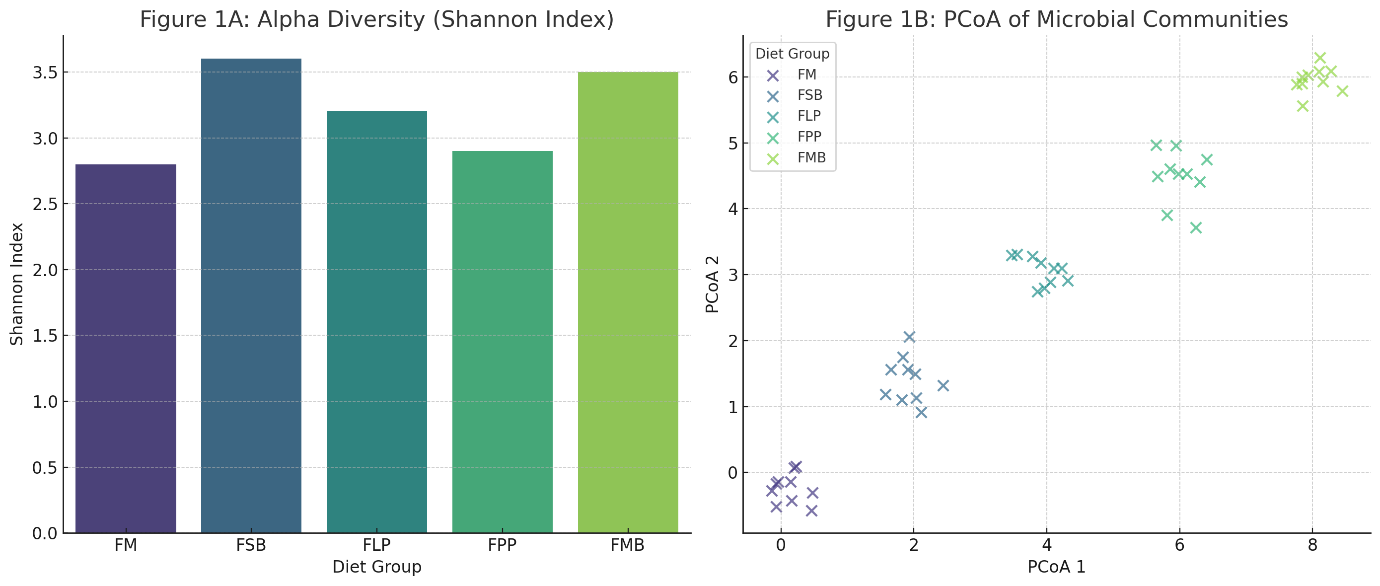 Figure 1A: Alpha Diversity (Shannon Index)
Shannon Index
3.5
3.0
2.5
2.0
1.5
1.0
0.5
0.0
FM FSB FLP FPP FMB
Diet Group
Figure 1B: PCoA of Microbial Communities
Diet Group
FM
FSB
FLP
FPP
FMB
PCoA 2
6
5
4
3
2
1
0
0 2 4 6 8
PCoA 1